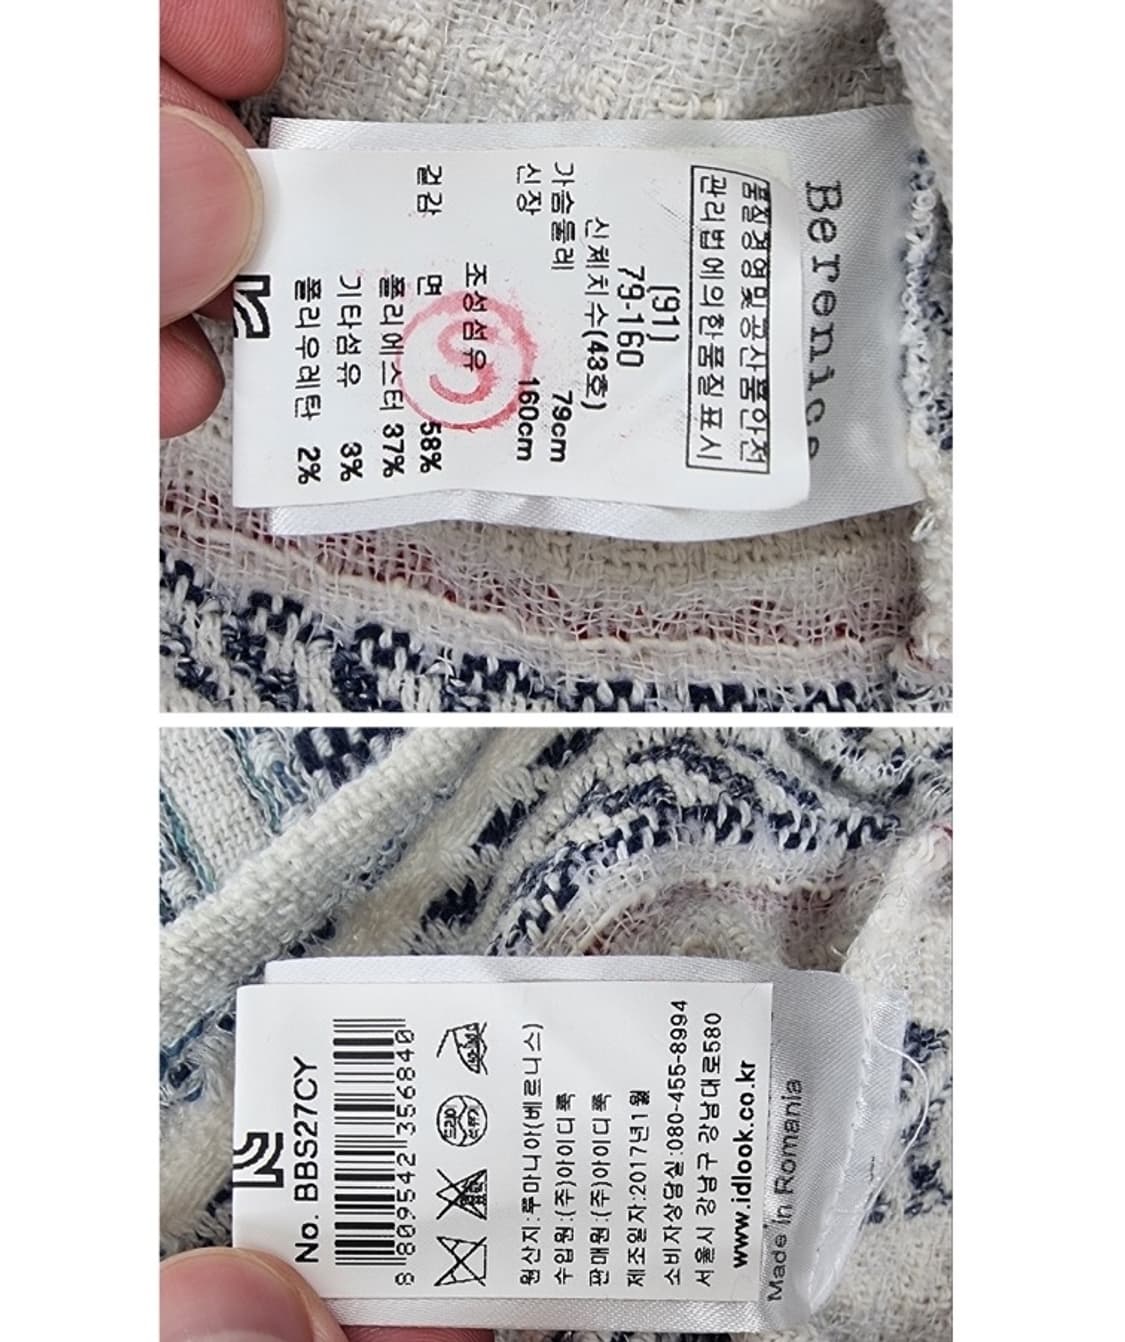 Berenice
품질경영및공산품안전
관리법에의한품질표시
(91)
79-160
신체치수(43호)
가슴둘레 79cm
신장 160cm
조성섬유
겉감 면 58%
폴리에스터 37%
기타섬유 3%
폴리우레탄 2%
S
No. BBS27CY
8 809542 356840
드라이
원산지:루마니아(베르니스)
수입원:(주)아이디룩
판매원:(주)아이디룩
제조일자:2017년1월
소비자상담실:080-455-8994
서울시 강남구 강남대로580
www.idlook.co.kr
Made in Romania